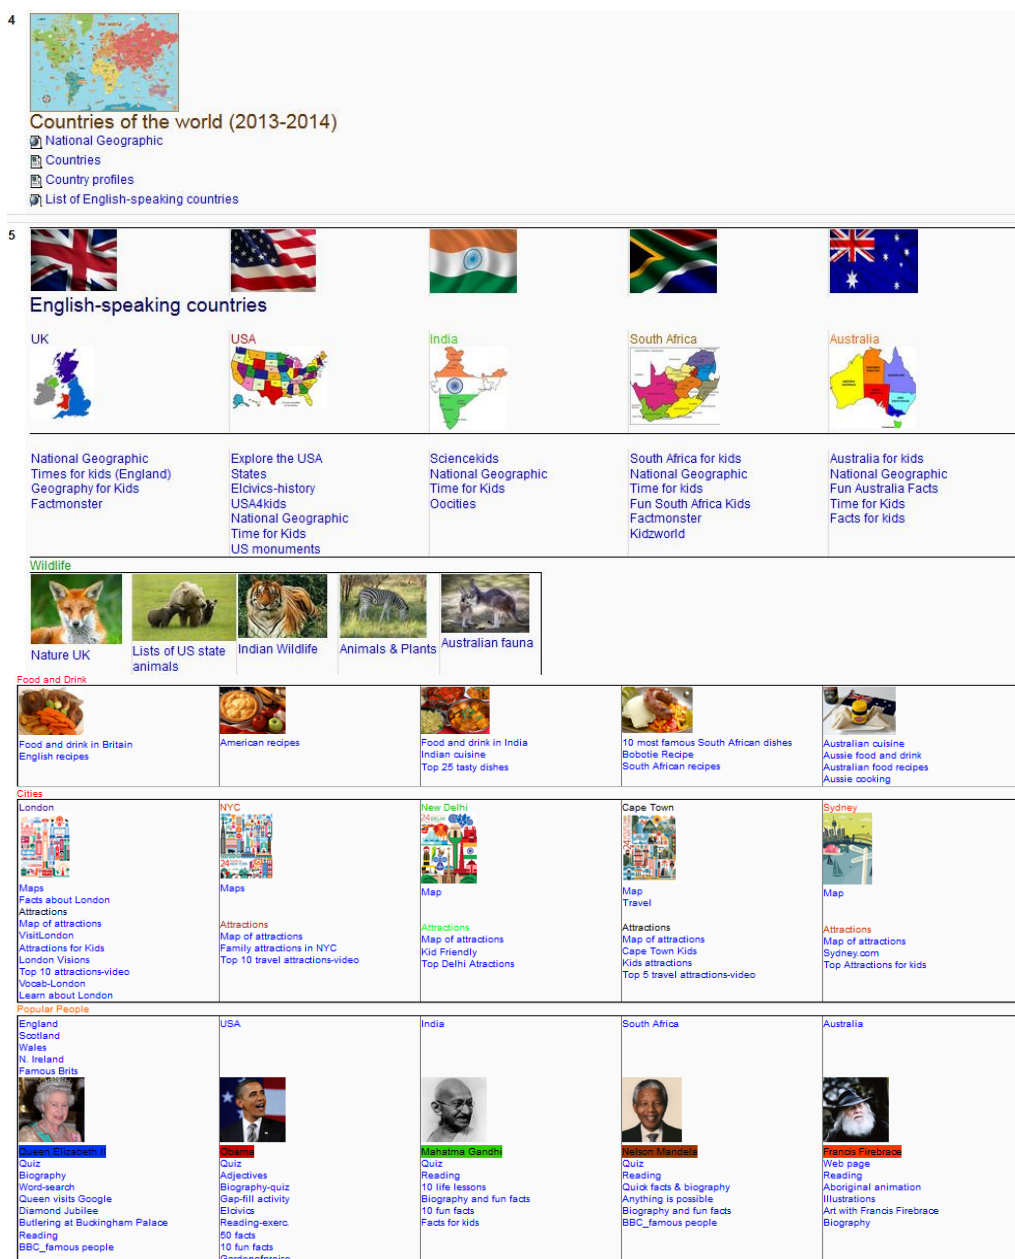 4
the world
Countries of the world (2013-2014)
National Geographic
Countries
Country profiles
List of English-speaking countries
5
English-speaking countries
UK
USA
India
South Africa
Australia
National Geographic
Times for kids (England)
Geography for Kids
Factmonster
Explore the USA
States
Elcivics-history
USA4kids
National Geographic
Time for Kids
US monuments
Sciencekids
National Geographic
Time for Kids
Oocities
South Africa for kids
National Geographic
Time for kids
Fun South Africa Kids
Factmonster
Kidzworld
Australia for kids
National Geographic
Fun Australia Facts
Time for Kids
Facts for kids
Wildlife
Nature UK
Lists of US state
animals
Indian Wildlife
Animals & Plants
Australian fauna
Food and Drink
Food and drink in Britain
English recipes
American recipes
Food and drink in India
Indian cuisine
Top 25 tasty dishes
10 most famous South African dishes
Bobotie Recipe
South African recipes
Australian cuisine
Aussie food and drink
Australian food recipes
Aussie cooking
Cities
London
Maps
Facts about London
Attractions
Map of attractions
VisitLondon
Attractions for Kids
London Visions
Top 10 attractions-video
Vocab-London
Learn about London
NYC
24
Maps
Attractions
Map of attractions
Family attractions in NYC
Top 10 travel attractions-video
New Delhi
24 DELHI
Map
Attractions
Map of attractions
Kid Friendly
Top Delhi Atractions
Cape Town
Map
Travel
Attractions
Map of attractions
Cape Town Kids
Kids attractions
Top 5 travel attractions-video
Sydney
Map
Attractions
Map of attractions
Sydney.com
Top Attractions for kids
Popular People
England
Scotland
Wales
N. Ireland
Famous Brits
USA
India
South Africa
Australia
Queen Elizabeth II
Quiz
Biography
Word-search
Queen visits Google
Diamond Jubilee
Butlering at Buckingham Palace
Reading
BBC_famous people
Obama
Quiz
Adjectives
Biography-quiz
Gap-fill activity
Elcivics
Reading-exerc.
50 facts
10 fun facts
Mahatma Gandhi
Quiz
Reading
10 life lessons
Biography and fun facts
10 fun facts
Facts for kids
Nelson Mandela
Quiz
Reading
Quick facts & biography
Anything is possible
Biography and fun facts
BBC_famous people
Francis Firebrace
Web page
Reading
Aboriginal animation
Illustrations
Art with Francis Firebrace
Biography